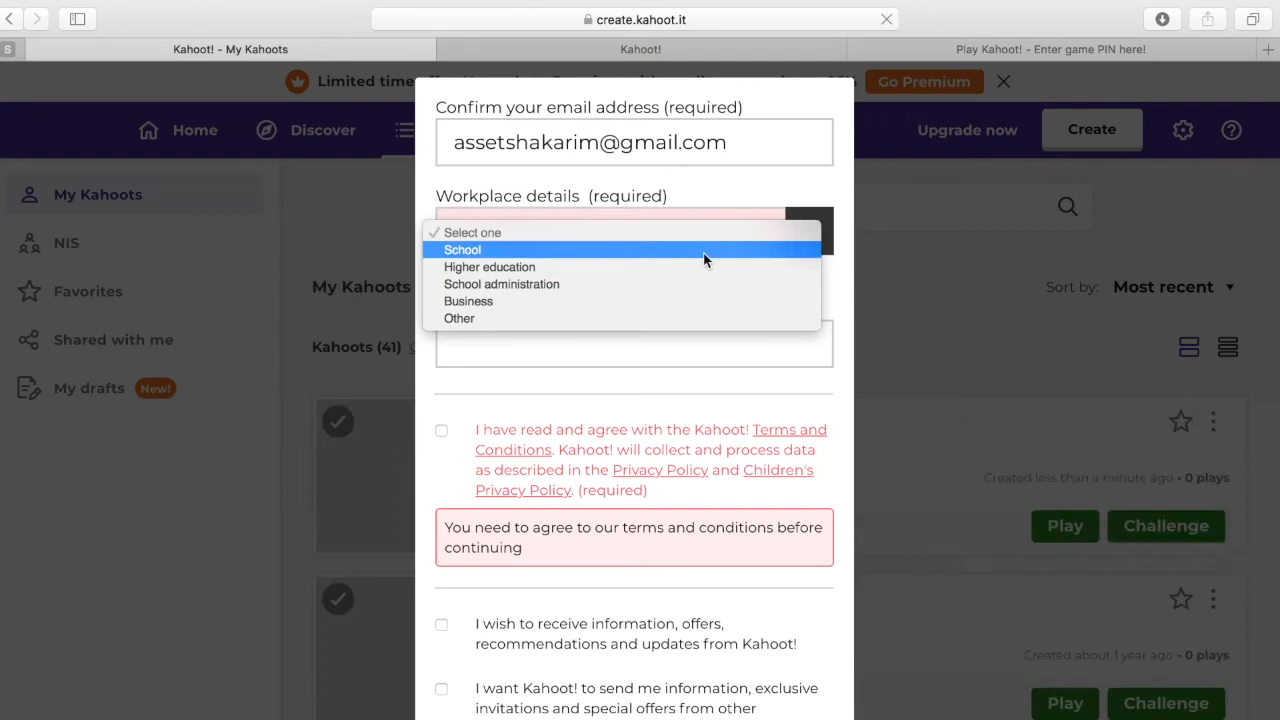 create.kahoot.it
S
Kahoot! - My Kahoots
Kahoot!
Play Kahoot! - Enter game PIN here!
Limited time
Go Premium
Home
Discover
Upgrade now
Create
My Kahoots
NIS
Favorites
Shared with me
My drafts
New!
My Kahoots
Kahoots (41)
Sort by: Most recent
Confirm your email address (required)
assetshakarim@gmail.com
Workplace details (required)
Select one
School
Higher education
School administration
Business
Other
I have read and agree with the Kahoot! Terms and
Conditions. Kahoot! will collect and process data
as described in the Privacy Policy and Children's
Privacy Policy. (required)
You need to agree to our terms and conditions before
continuing
I wish to receive information, offers,
recommendations and updates from Kahoot!
I want Kahoot! to send me information, exclusive
invitations and special offers from other
Created less than a minute ago • 0 plays
Play
Challenge
Created about 1 year ago • 0 plays
Play
Challenge